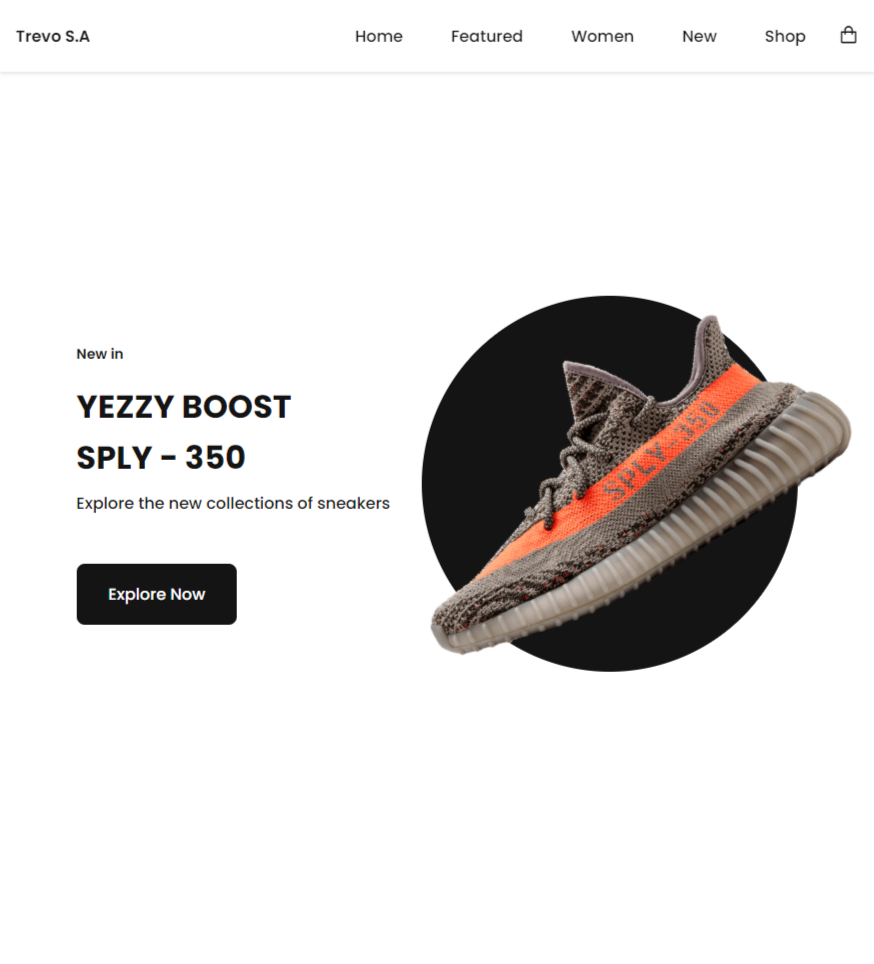 Trevo S.A
Home
Featured
Women
New
Shop
New in
YEZZY BOOST
SPLY - 350
Explore the new collections of sneakers
Explore Now
SPLY 350